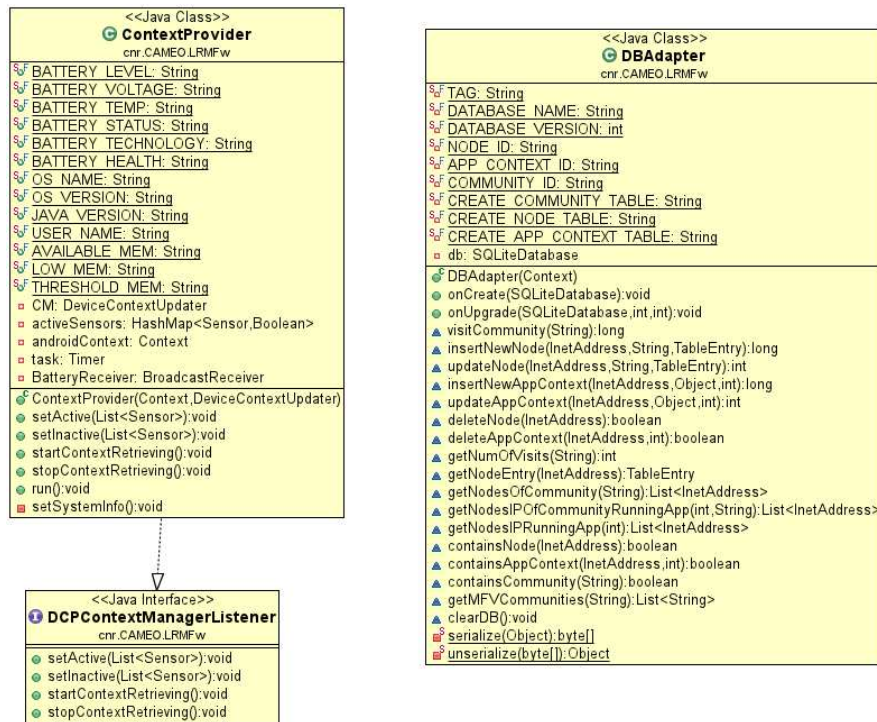 <<Java Class>>
ContextProvider
cnr.CAMEO.LRMFw
BATTERY_LEVEL: String
BATTERY_VOLTAGE: String
BATTERY_TEMP: String
BATTERY_STATUS: String
BATTERY_TECHNOLOGY: String
BATTERY_HEALTH: String
OS_NAME: String
OS_VERSION: String
JAVA_VERSION: String
USER_NAME: String
AVAILABLE_MEM: String
LOW_MEM: String
THRESHOLD_MEM: String
CM: DeviceContextUpdater
activeSensors: HashMap<Sensor,Boolean>
androidContext: Context
task: Timer
BatteryReceiver: BroadcastReceiver
ContextProvider(Context,DeviceContextUpdater)
setActive(List<Sensor>):void
setInactive(List<Sensor>):void
startContextRetrieving():void
stopContextRetrieving():void
run():void
setSystemInfo():void
<<Java Interface>>
DCPContextManagerListener
cnr.CAMEO.LRMFw
setActive(List<Sensor>):void
setInactive(List<Sensor>):void
startContextRetrieving():void
stopContextRetrieving():void
<<Java Class>>
DBAdapter
cnr.CAMEO.LRMFw
TAG: String
DATABASE_NAME: String
DATABASE_VERSION: int
NODE_ID: String
APP_CONTEXT_ID: String
COMMUNITY_ID: String
CREATE_COMMUNITY_TABLE: String
CREATE_NODE_TABLE: String
CREATE_APP_CONTEXT_TABLE: String
db: SQLiteDatabase
DBAdapter(Context)
onCreate(SQLiteDatabase):void
onUpgrade(SQLiteDatabase,int,int):void
visitCommunity(String):long
insertNewNode(InetAddress,String,TableEntry):long
updateNode(InetAddress,String,TableEntry):int
insertNewAppContext(InetAddress,Object,int):long
updateAppContext(InetAddress,Object,int):int
deleteNode(InetAddress):boolean
deleteAppContext(InetAddress,int):boolean
getNumOfVisits(String):int
getNodeEntry(InetAddress):TableEntry
getNodesOfCommunity(String):List<InetAddress>
getNodesIPOfCommunityRunningApp(int,String):List<InetAddress>
getNodesIPRunningApp(int):List<InetAddress>
containsNode(InetAddress):boolean
containsAppContext(InetAddress,int):boolean
containsCommunity(String):boolean
getMFVCommunities(String):List<String>
clearDB():void
serialize(Object):byte[]
unserialize(byte[]):Object